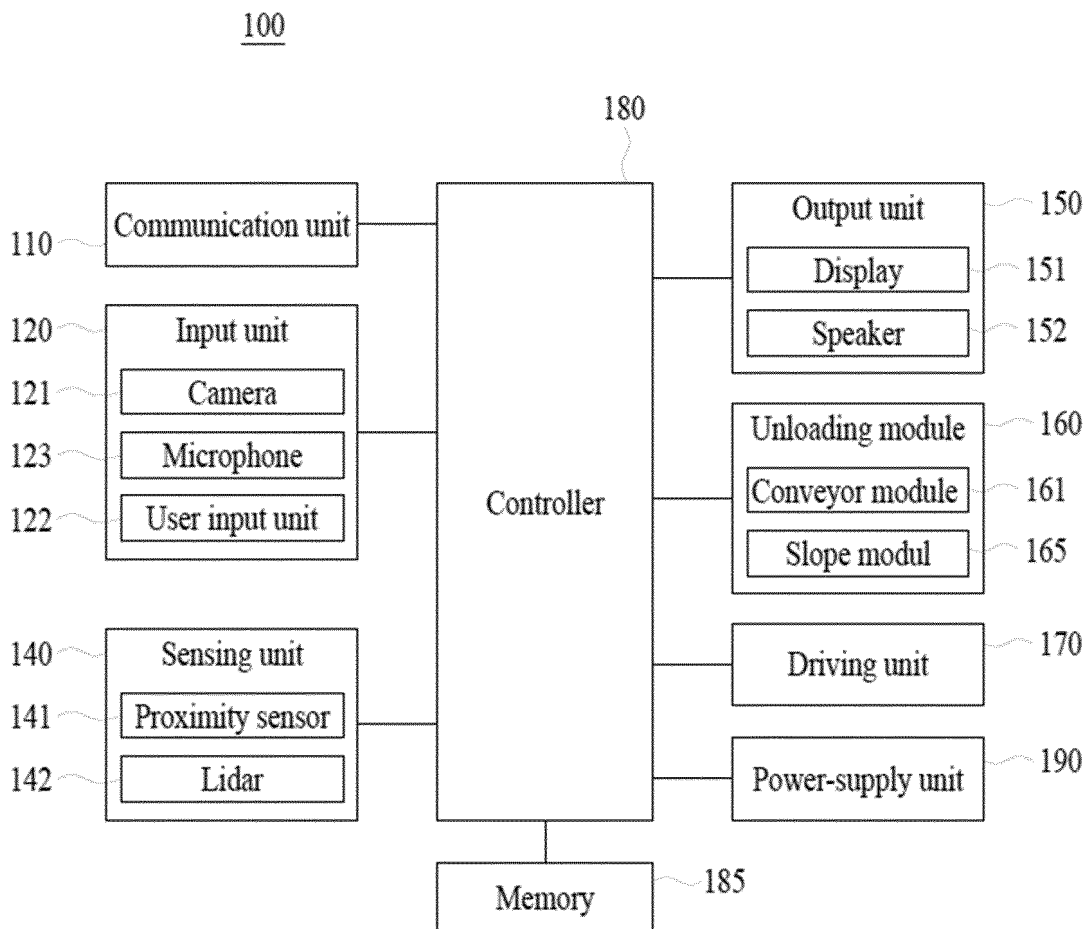 100
180
Communication unit
110
120
Input unit
121
Camera
123
Microphone
122
User input unit
140
Sensing unit
141
Proximity sensor
142
Lidar
Controller
Output unit
150
Display
151
Speaker
152
Unloading module
160
Conveyor module
161
Slope modul
165
Driving unit
170
Power-supply unit
190
Memory
185